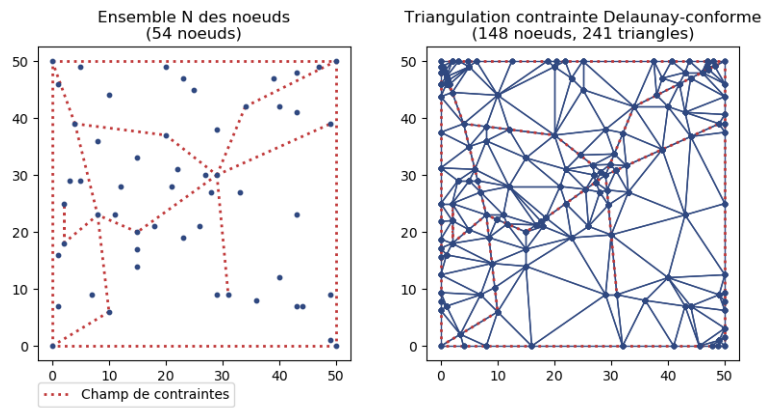 Ensemble N des noeuds
(54 noeuds)
Triangulation contrainte Delaunay-conforme
(148 noeuds, 241 triangles)
50
40
30
20
10
0
0 10 20 30 40 50
50
40
30
20
10
0
0 10 20 30 40 50
Champ de contraintes